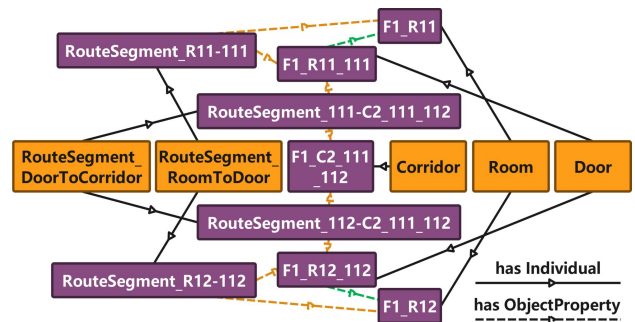 F1_R11
RouteSegment_R11-111
F1_R11_111
RouteSegment_111-C2_111_112
RouteSegment_
DoorToCorridor
RouteSegment_
RoomToDoor
F1_C2_111
_112
Corridor
Room
Door
RouteSegment_112-C2_111_112
F1_R12_112
RouteSegment_R12-112
F1_R12
has Individual
has ObjectProperty